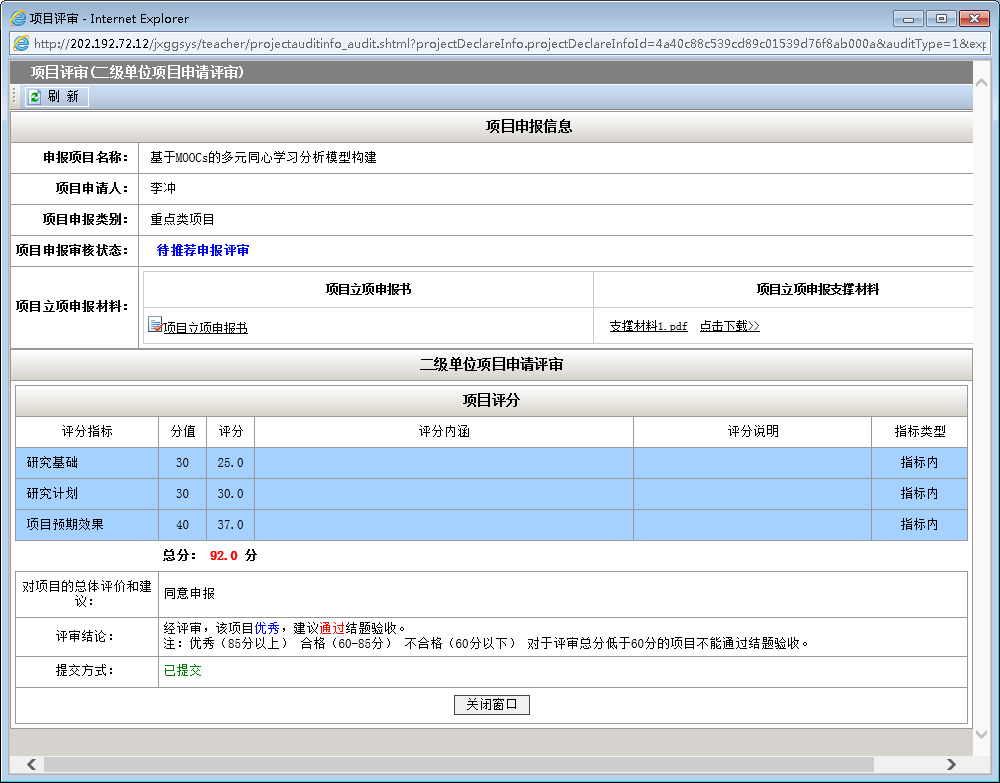 项目评审 - Internet Explorer
http://202.192.72.12/jxggsys/teacher/projectauditinfo_audit.shtml?projectDeclareInfo.projectDeclareInfoId=4a40c88c539cd89c01539d76f8ab000a&auditType=1&exp
项目评审(二级单位项目申请评审)
刷 新
项目申报信息
申报项目名称： 基于MOOCs的多元同心学习分析模型构建
项目申请人： 李冲
项目申报类别： 重点类项目
项目申报审核状态： 待推荐申报评审
项目立项申报材料：
项目立项申报书 项目立项申报支撑材料
项目立项申报书 支撑材料1.pdf 点击下载>>
二级单位项目申请评审
项目评分
评分指标 分值 评分 评分内涵 评分说明 指标类型
研究基础 30 25.0 指标内
研究计划 30 30.0 指标内
项目预期效果 40 37.0 指标内
总分： 92.0 分
对项目的总体评价和建
议：
同意申报
评审结论：
经评审，该项目优秀，建议通过结题验收。
注：优秀（85分以上） 合格（60-85分） 不合格（60分以下） 对于评审总分低于60分的项目不能通过结题验收。
提交方式： 已提交
关闭窗口